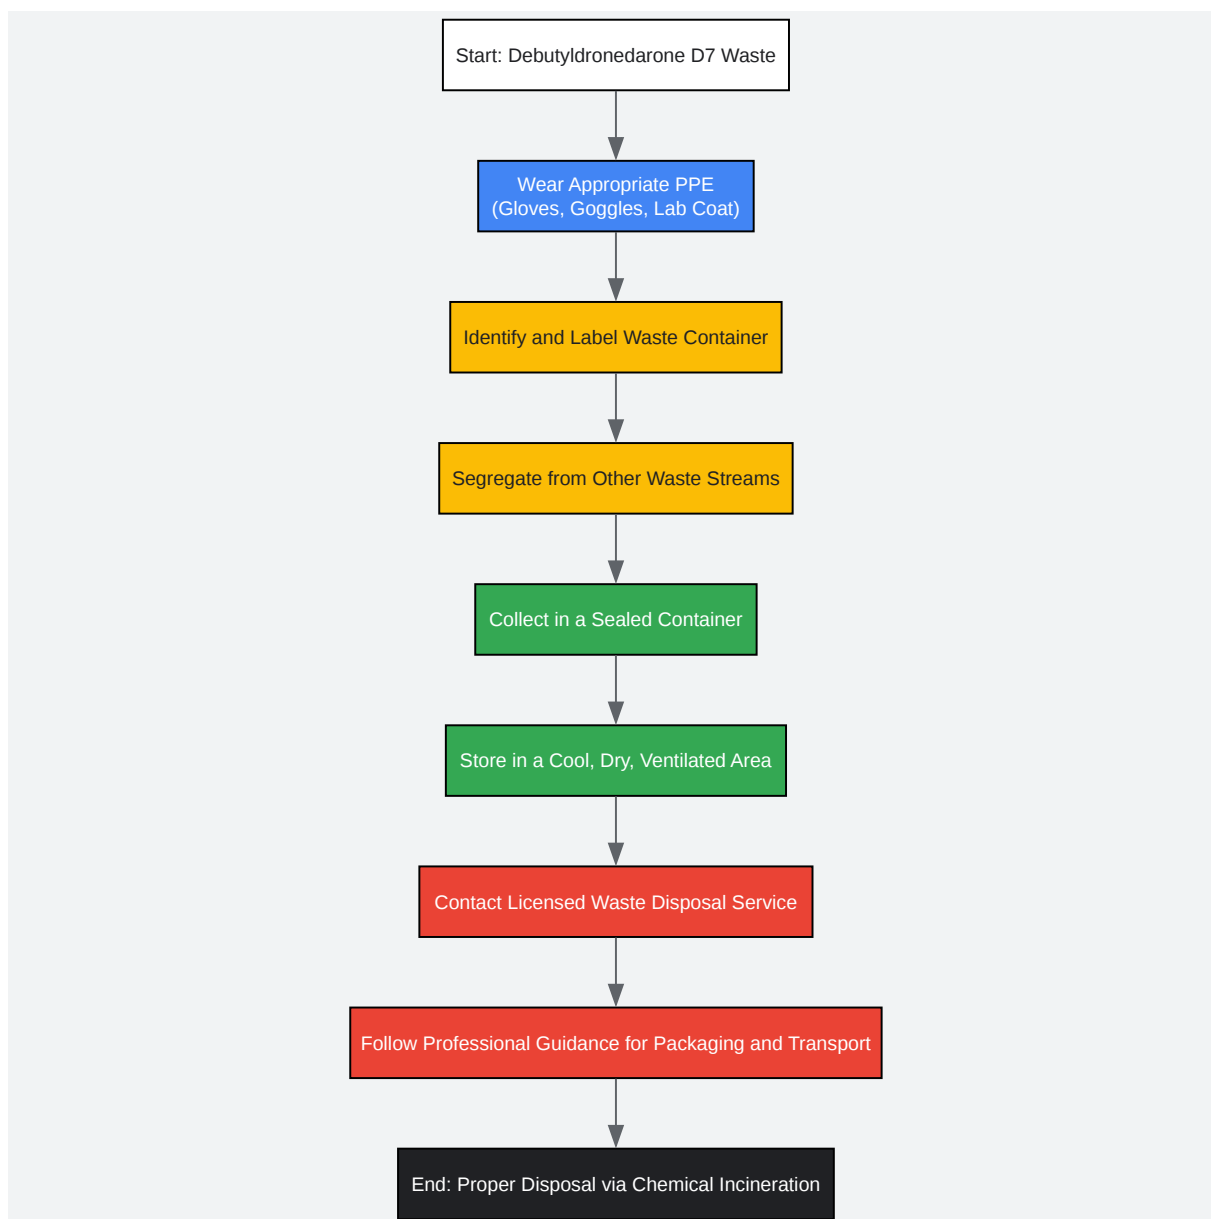 Start: Debutyldronedarone D7 Waste
Wear Appropriate PPE
(Gloves, Goggles, Lab Coat)
Identify and Label Waste Container
Segregate from Other Waste Streams
Collect in a Sealed Container
Store in a Cool, Dry, Ventilated Area
Contact Licensed Waste Disposal Service
Follow Professional Guidance for Packaging and Transport
End: Proper Disposal via Chemical Incineration